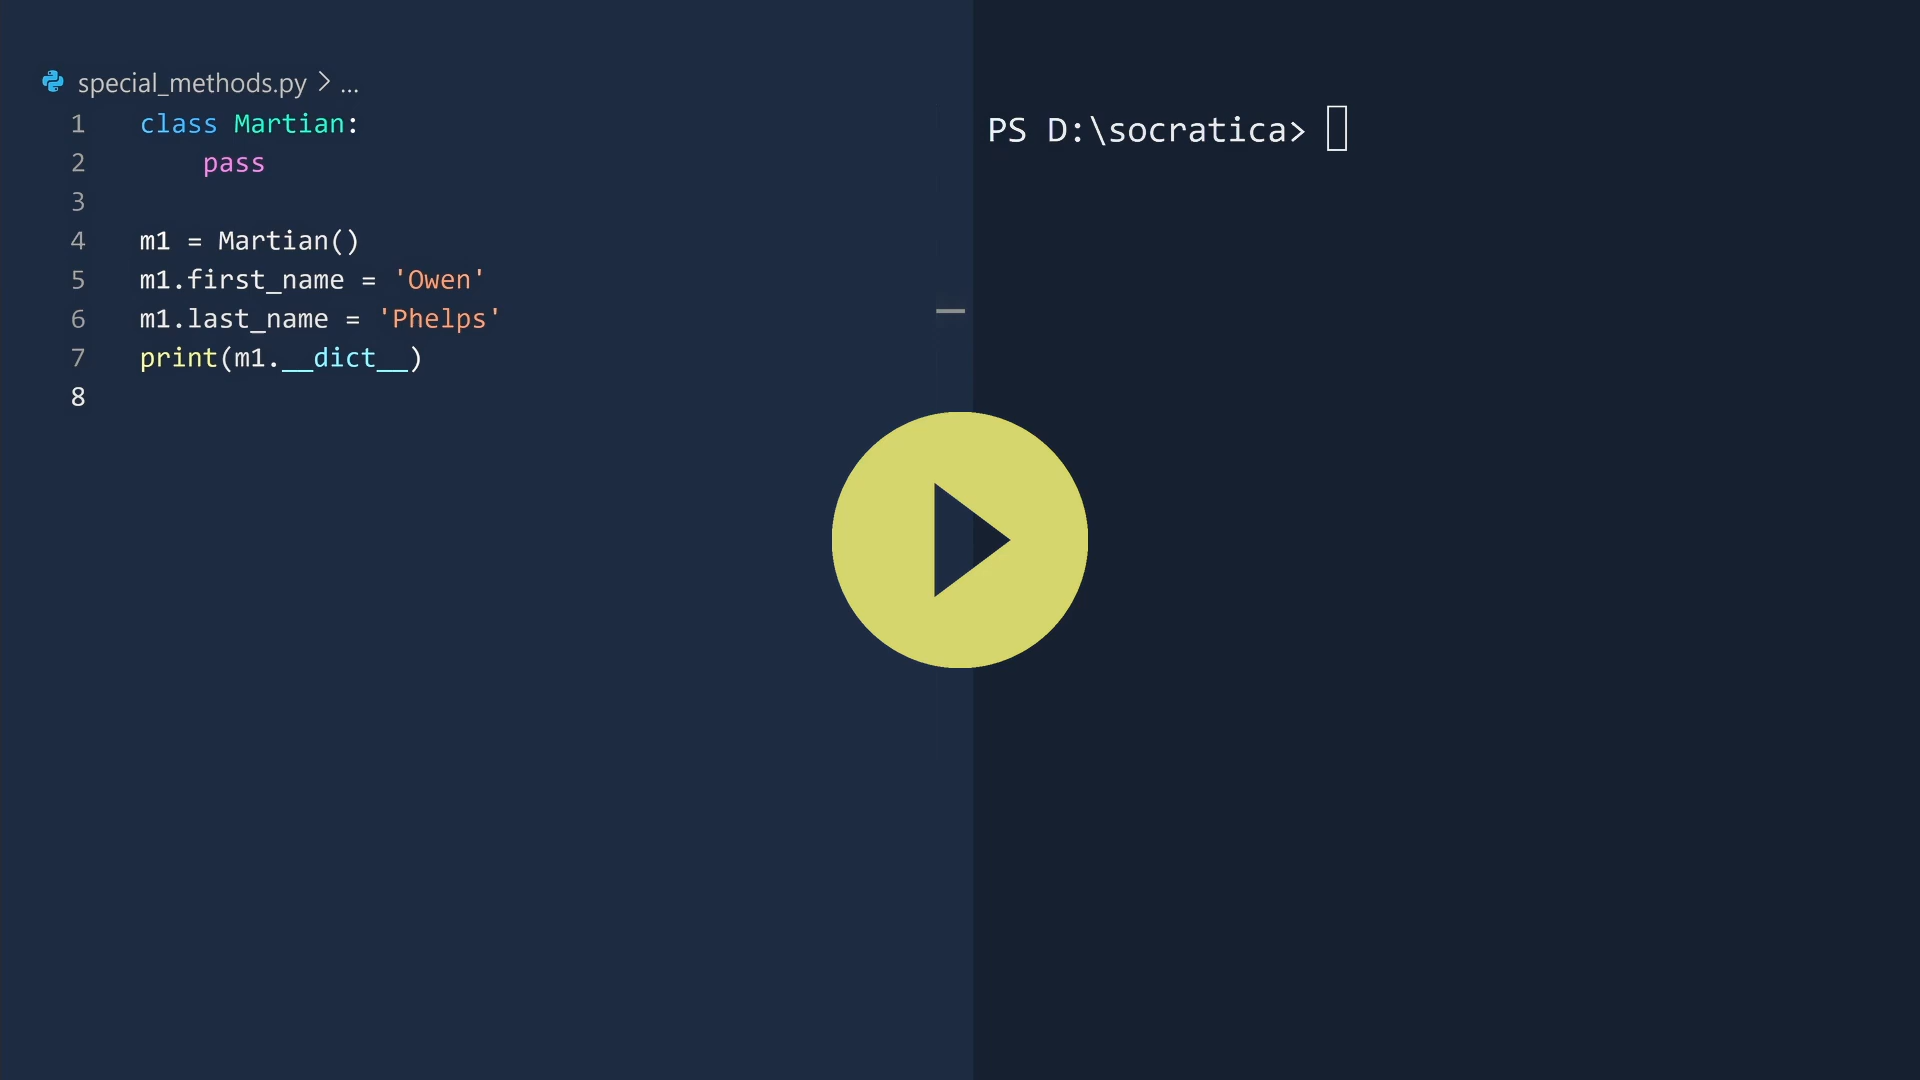 special_methods.py > ...
1 class Martian:
2     pass
3
4 m1 = Martian()
5 m1.first_name = 'Owen'
6 m1.last_name = 'Phelps'
7 print(m1.__dict__)
8
PS D:\socratica>